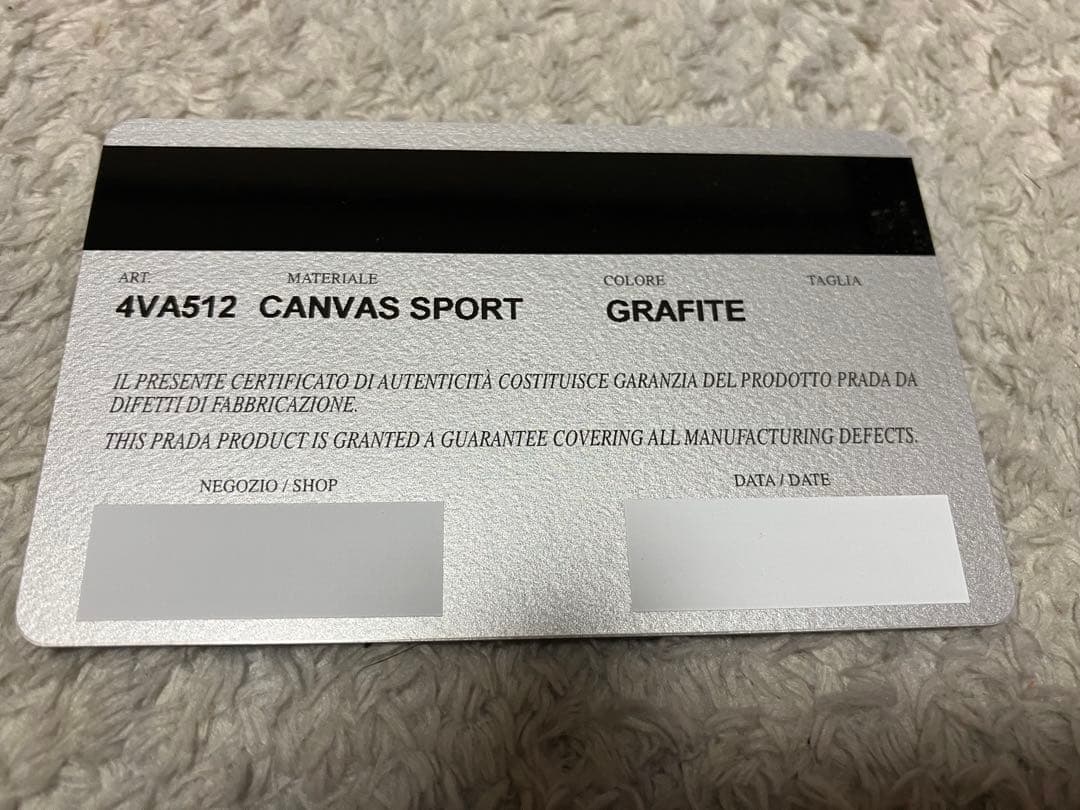 ART. MATERIALE COLORE TAGLIA
4VA512 CANVAS SPORT GRAFITE
IL PRESENTE CERTIFICATO DI AUTENTICITÀ COSTITUISCE GARANZIA DEL PRODOTTO PRADA DA
DIFETTI DI FABBRICAZIONE.
THIS PRADA PRODUCT IS GRANTED A GUARANTEE COVERING ALL MANUFACTURING DEFECTS.
NEGOZIO / SHOP DATA / DATE